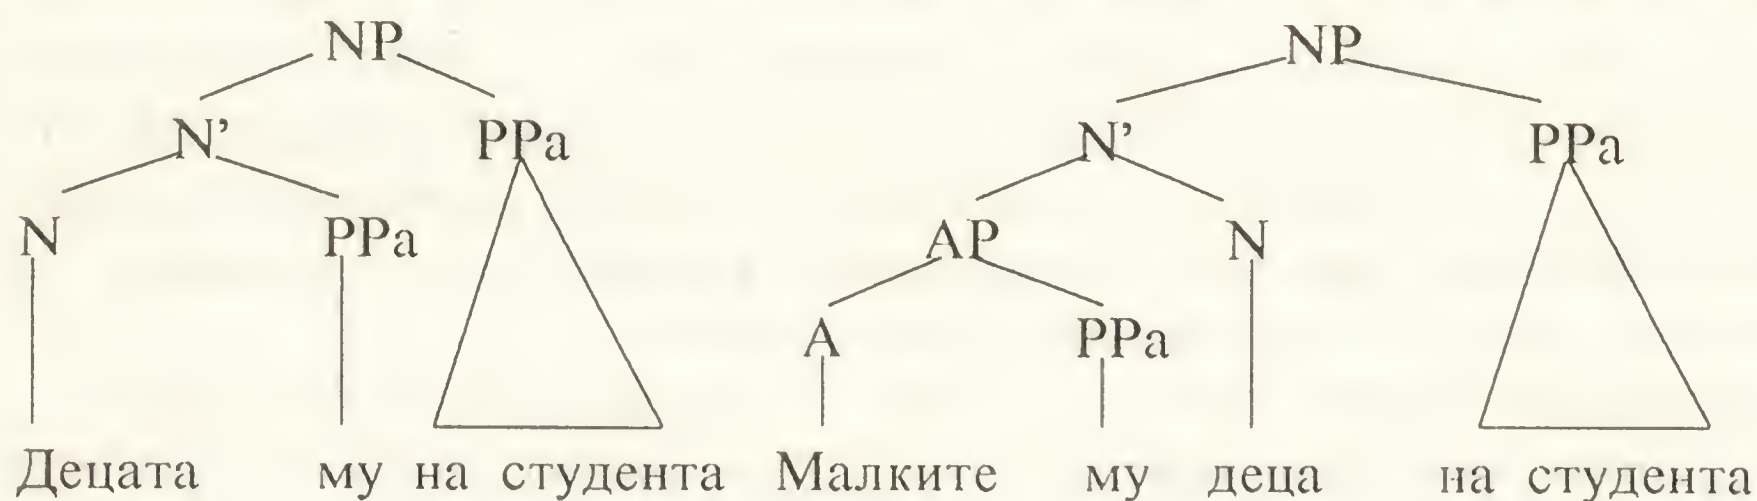 NP NP
N’ PPa N’ PPa
N PPa AP N
A PPa
Децата му на студента Малките му деца на студента